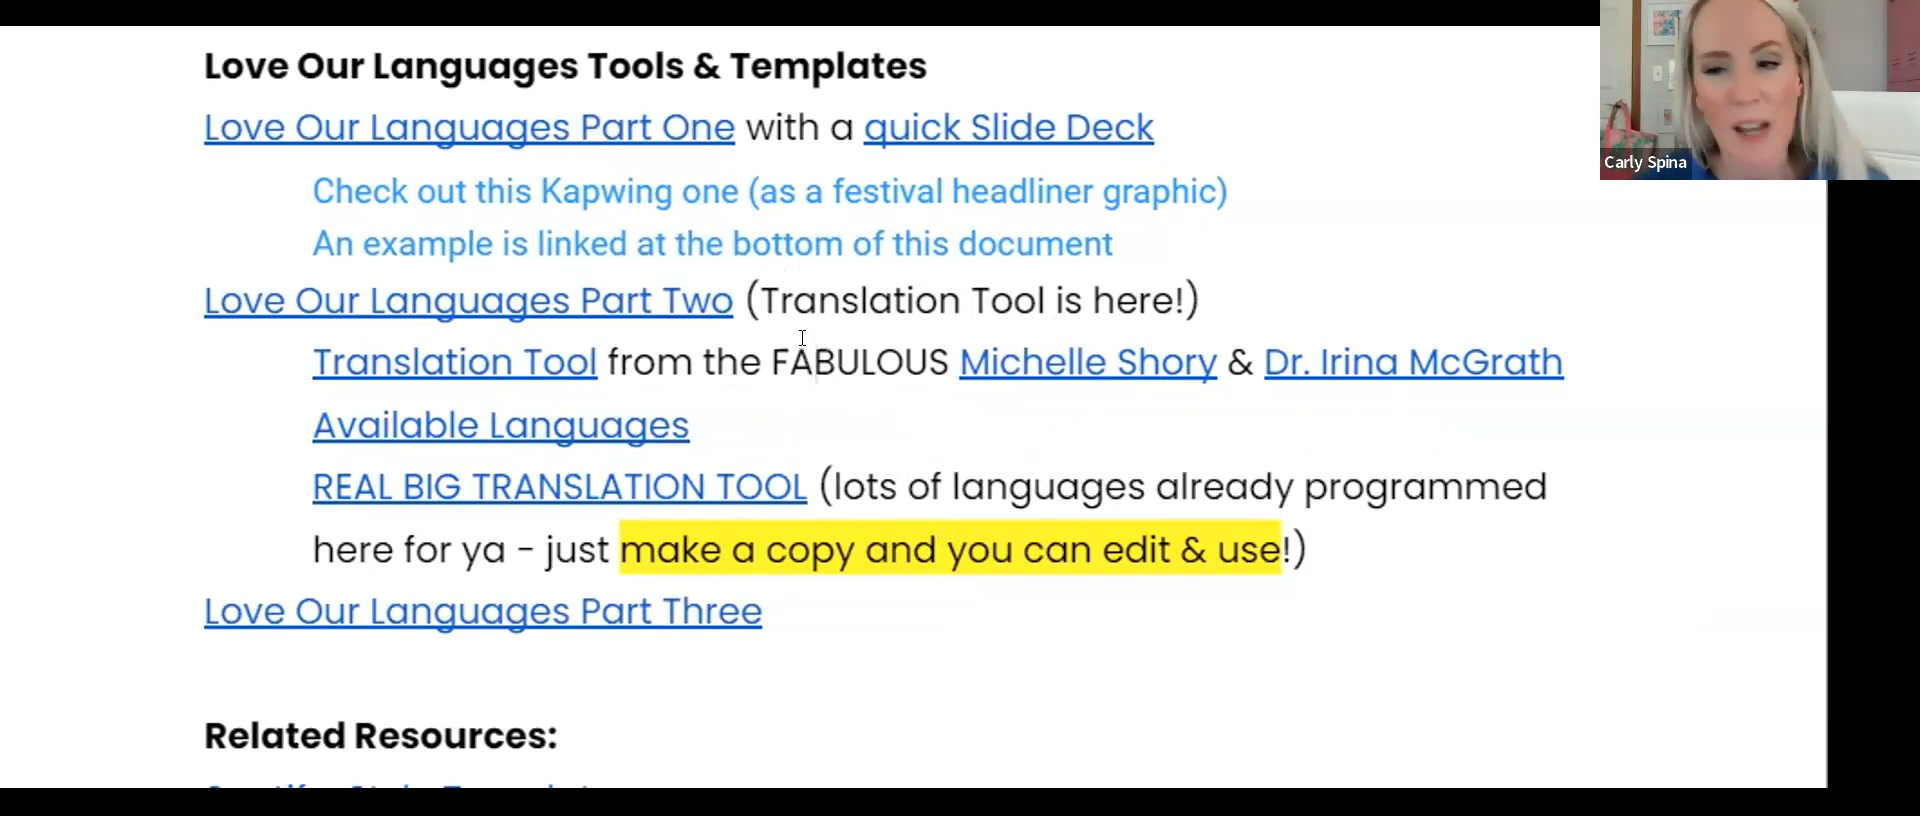 Love Our Languages Tools & Templates
Love Our Languages Part One with a quick Slide Deck
Check out this Kapwing one (as a festival headliner graphic)
An example is linked at the bottom of this document
Love Our Languages Part Two (Translation Tool is here!)
Translation Tool from the FABULOUS Michelle Shory & Dr. Irina McGrath
Available Languages
REAL BIG TRANSLATION TOOL (lots of languages already programmed
here for ya - just make a copy and you can edit & use!)
Love Our Languages Part Three
Related Resources:
Carly Spina